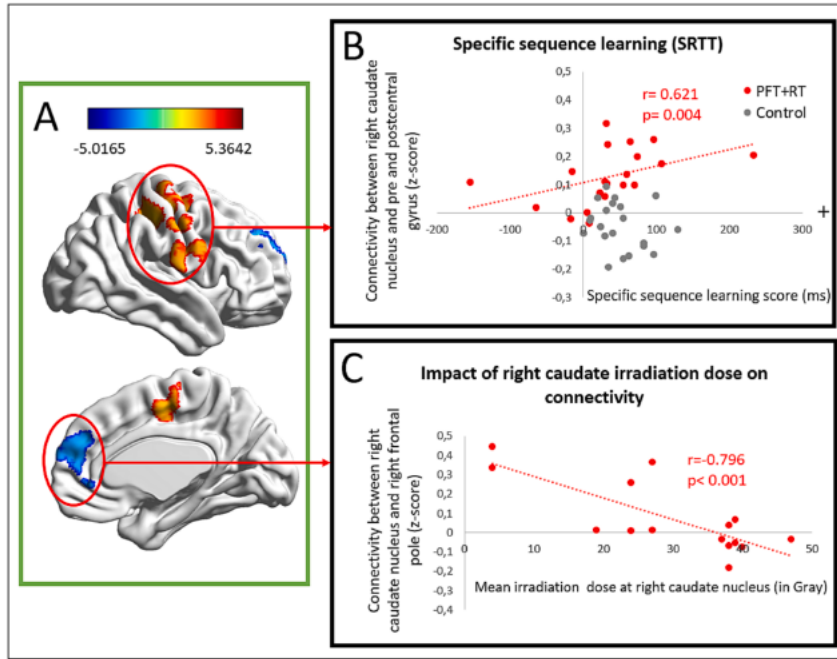 A
-5.0165 5.3642
B
Specific sequence learning (SRTT)
Connectivity between right caudate
nucleus and pre and postcentral
gyrus (z-score)
0,5
0,4
0,3
0,2
0,1
0
-0,1
-0,2
-0,3
-200 -100 0 100 200 300
r= 0.621
p= 0.004
PFT+RT
Control
+
Specific sequence learning score (ms)
C
Impact of right caudate irradiation dose on
connectivity
Connectivity between right
caudate nucleus and right frontal
pole (z-score)
0,5
0,4
0,3
0,2
0,1
0
-0,1
-0,2
-0,3
-0,4
0 10 20 30 40 50
r=-0.796
p< 0.001
Mean irradiation dose at right caudate nucleus (in Gray)